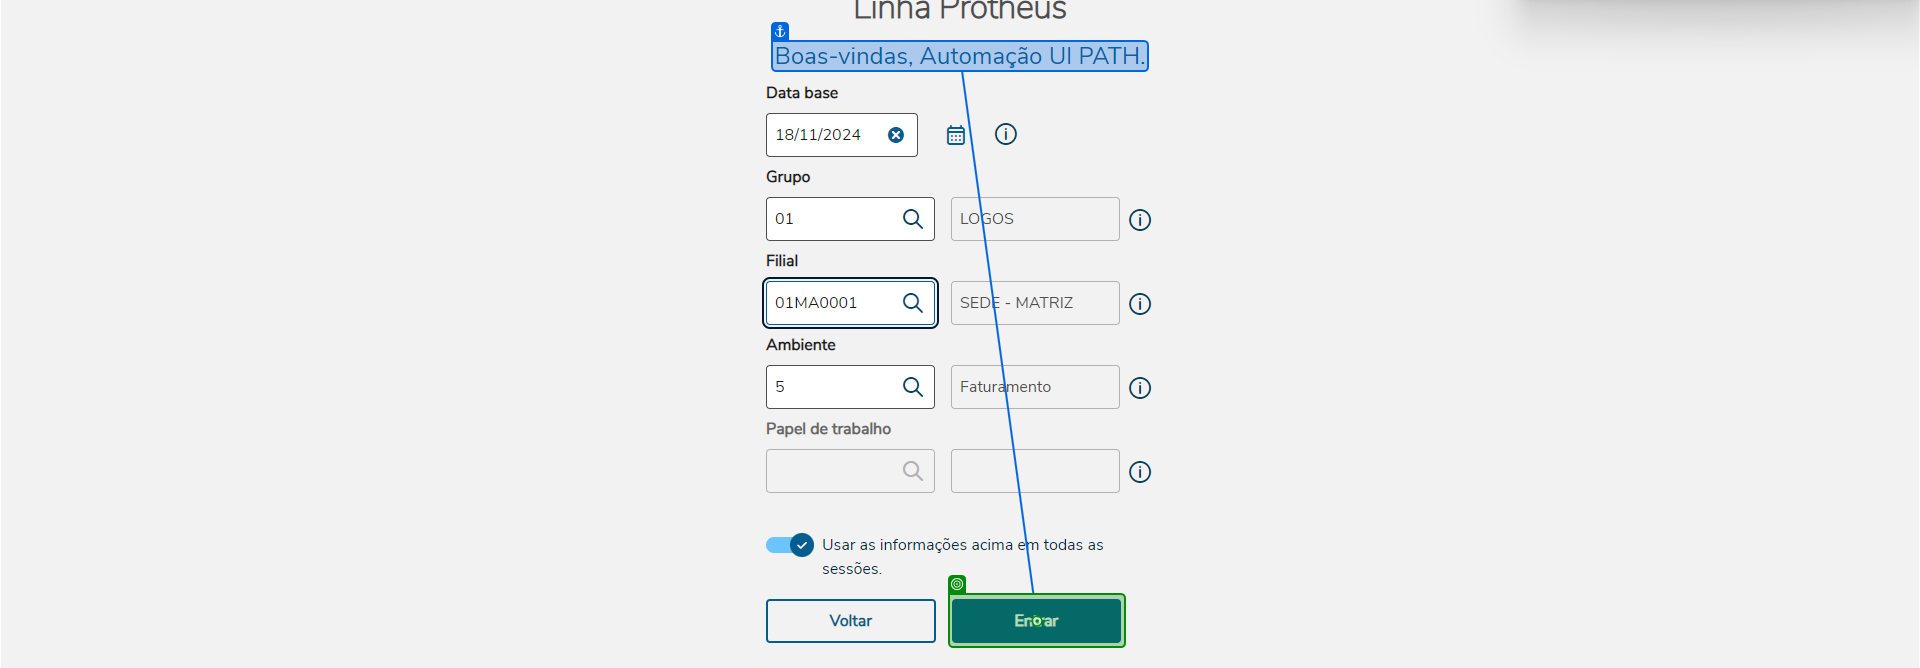 Linha Protheus
Boas-vindas, Automação UI PATH.
Data base
18/11/2024
Grupo
01
LOGOS
Filial
01MA0001
SEDE - MATRIZ
Ambiente
5
Faturamento
Papel de trabalho
Usar as informações acima em todas as
sessões.
Voltar
Entrar